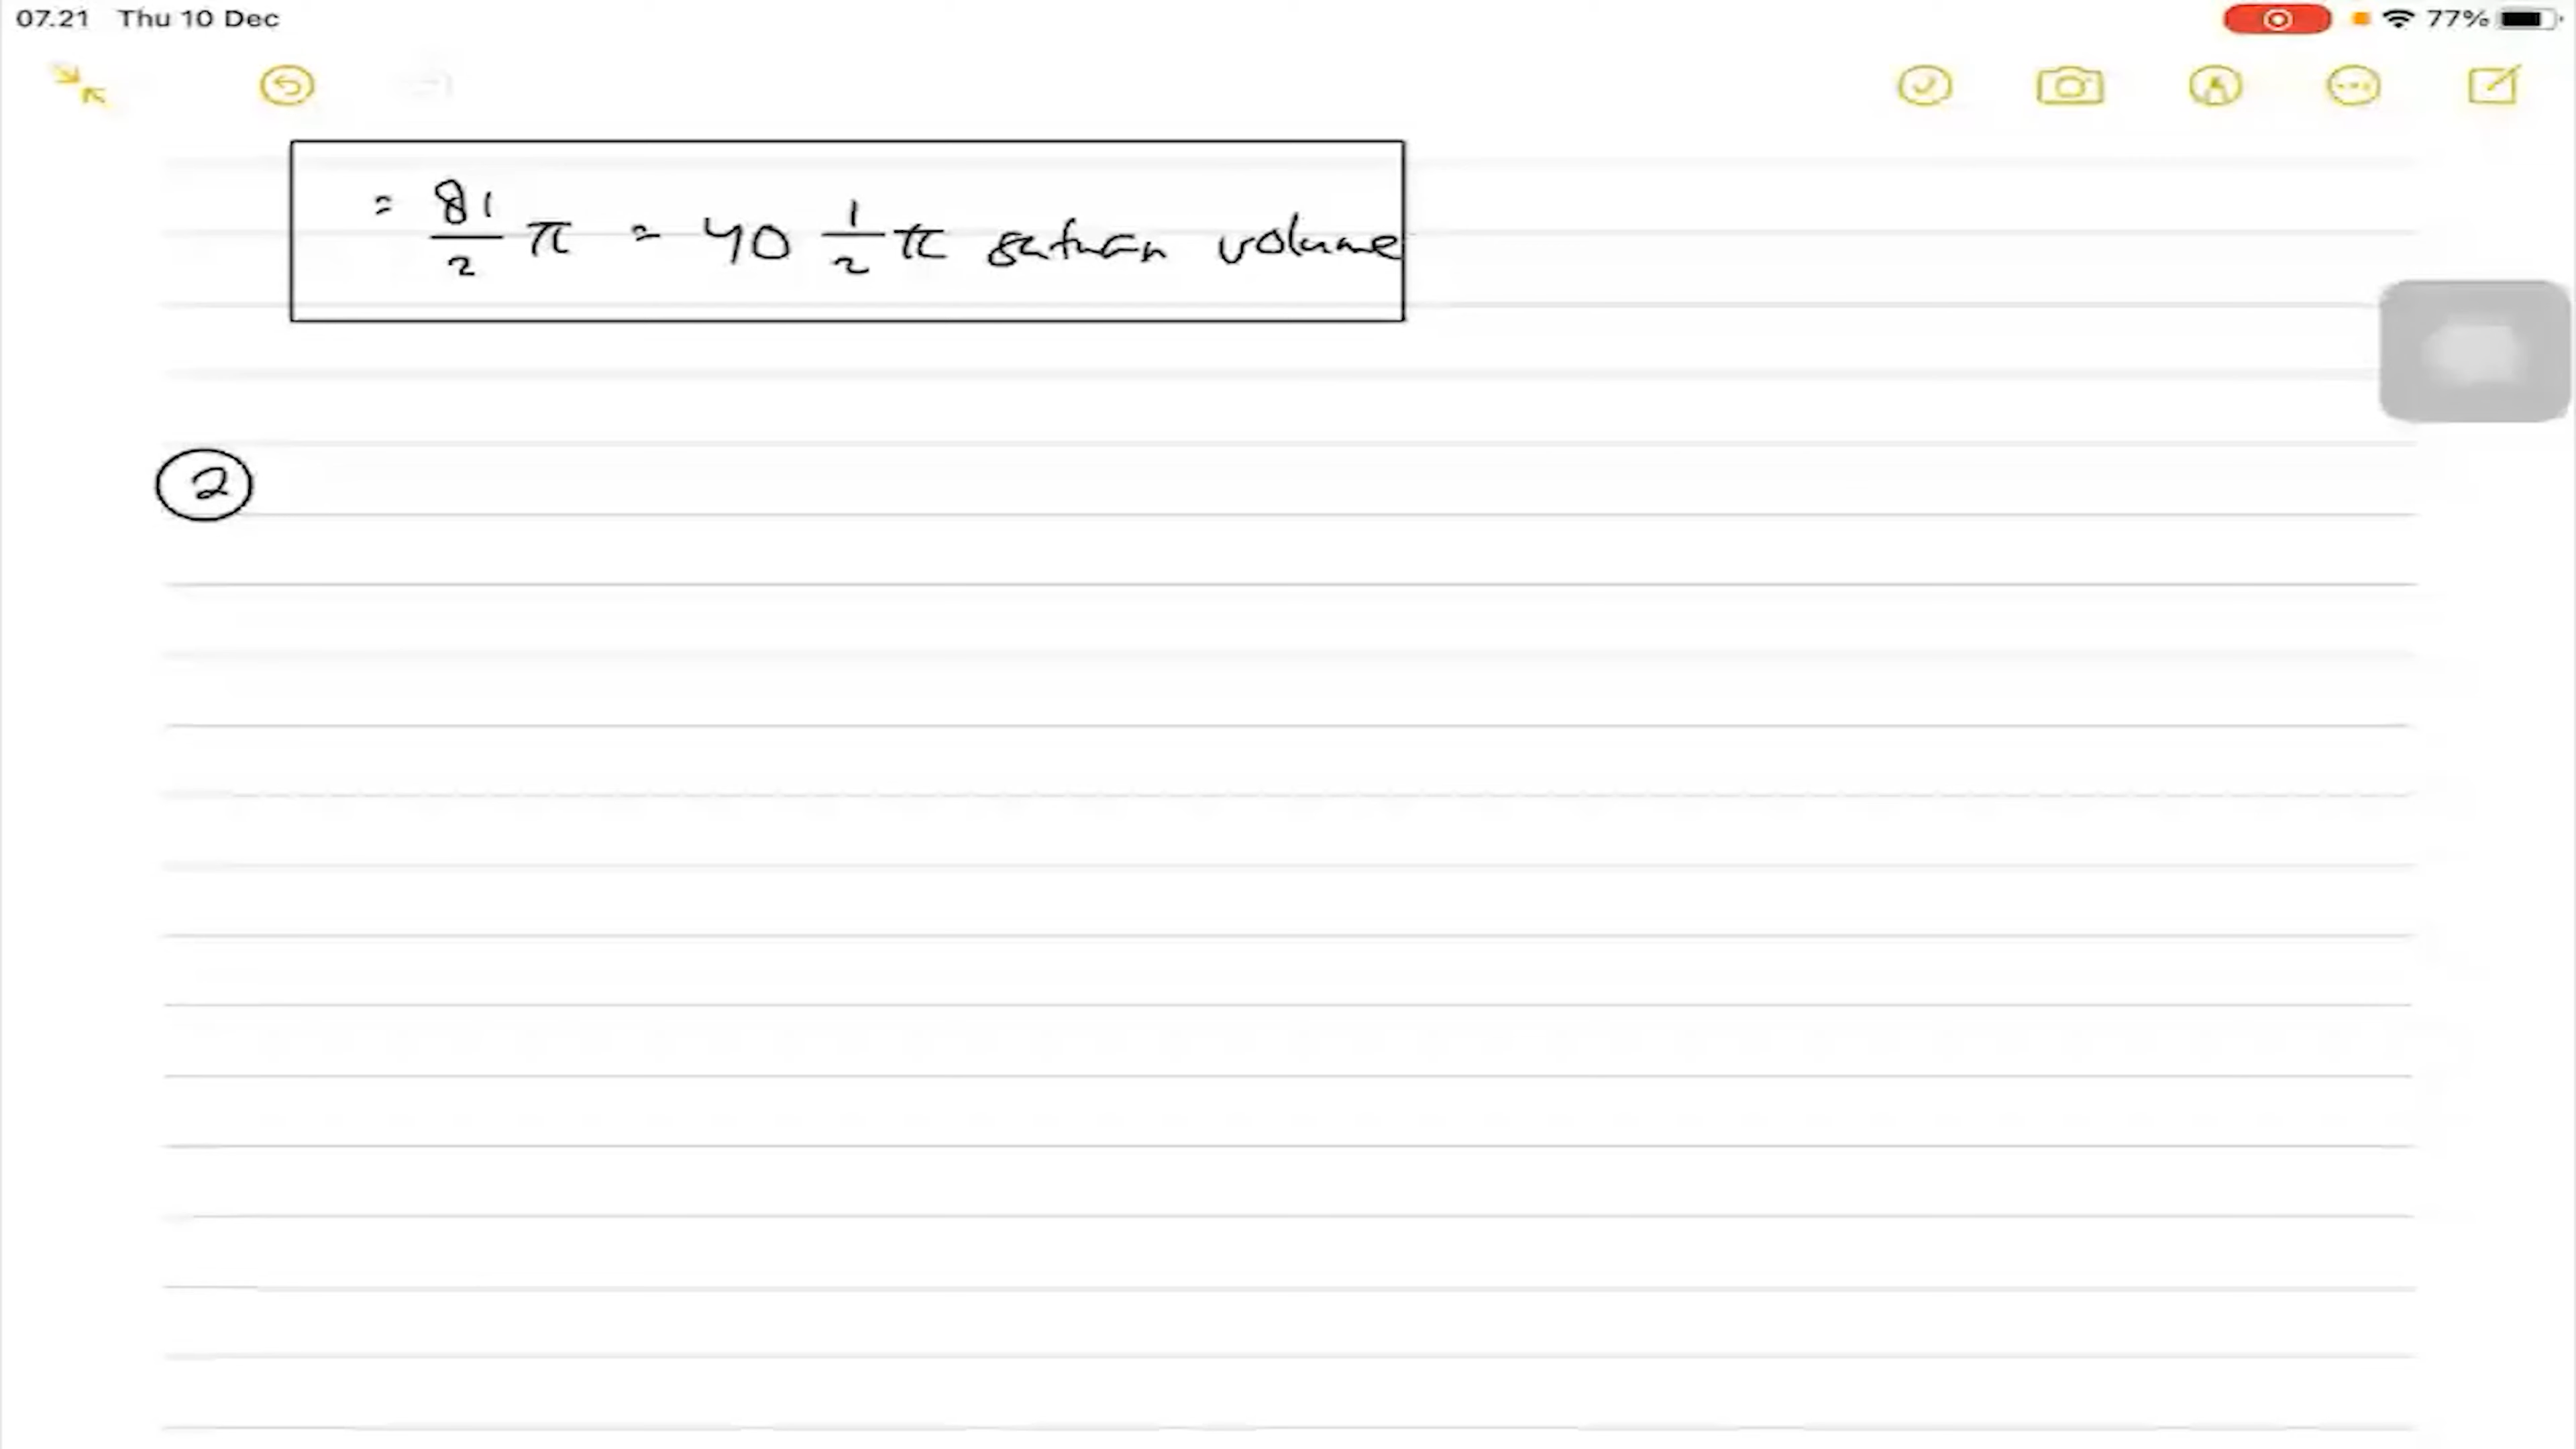 07.21 Thu 10 Dec 77%
= 81/2 π = 40 1/2 π satuan volume
2